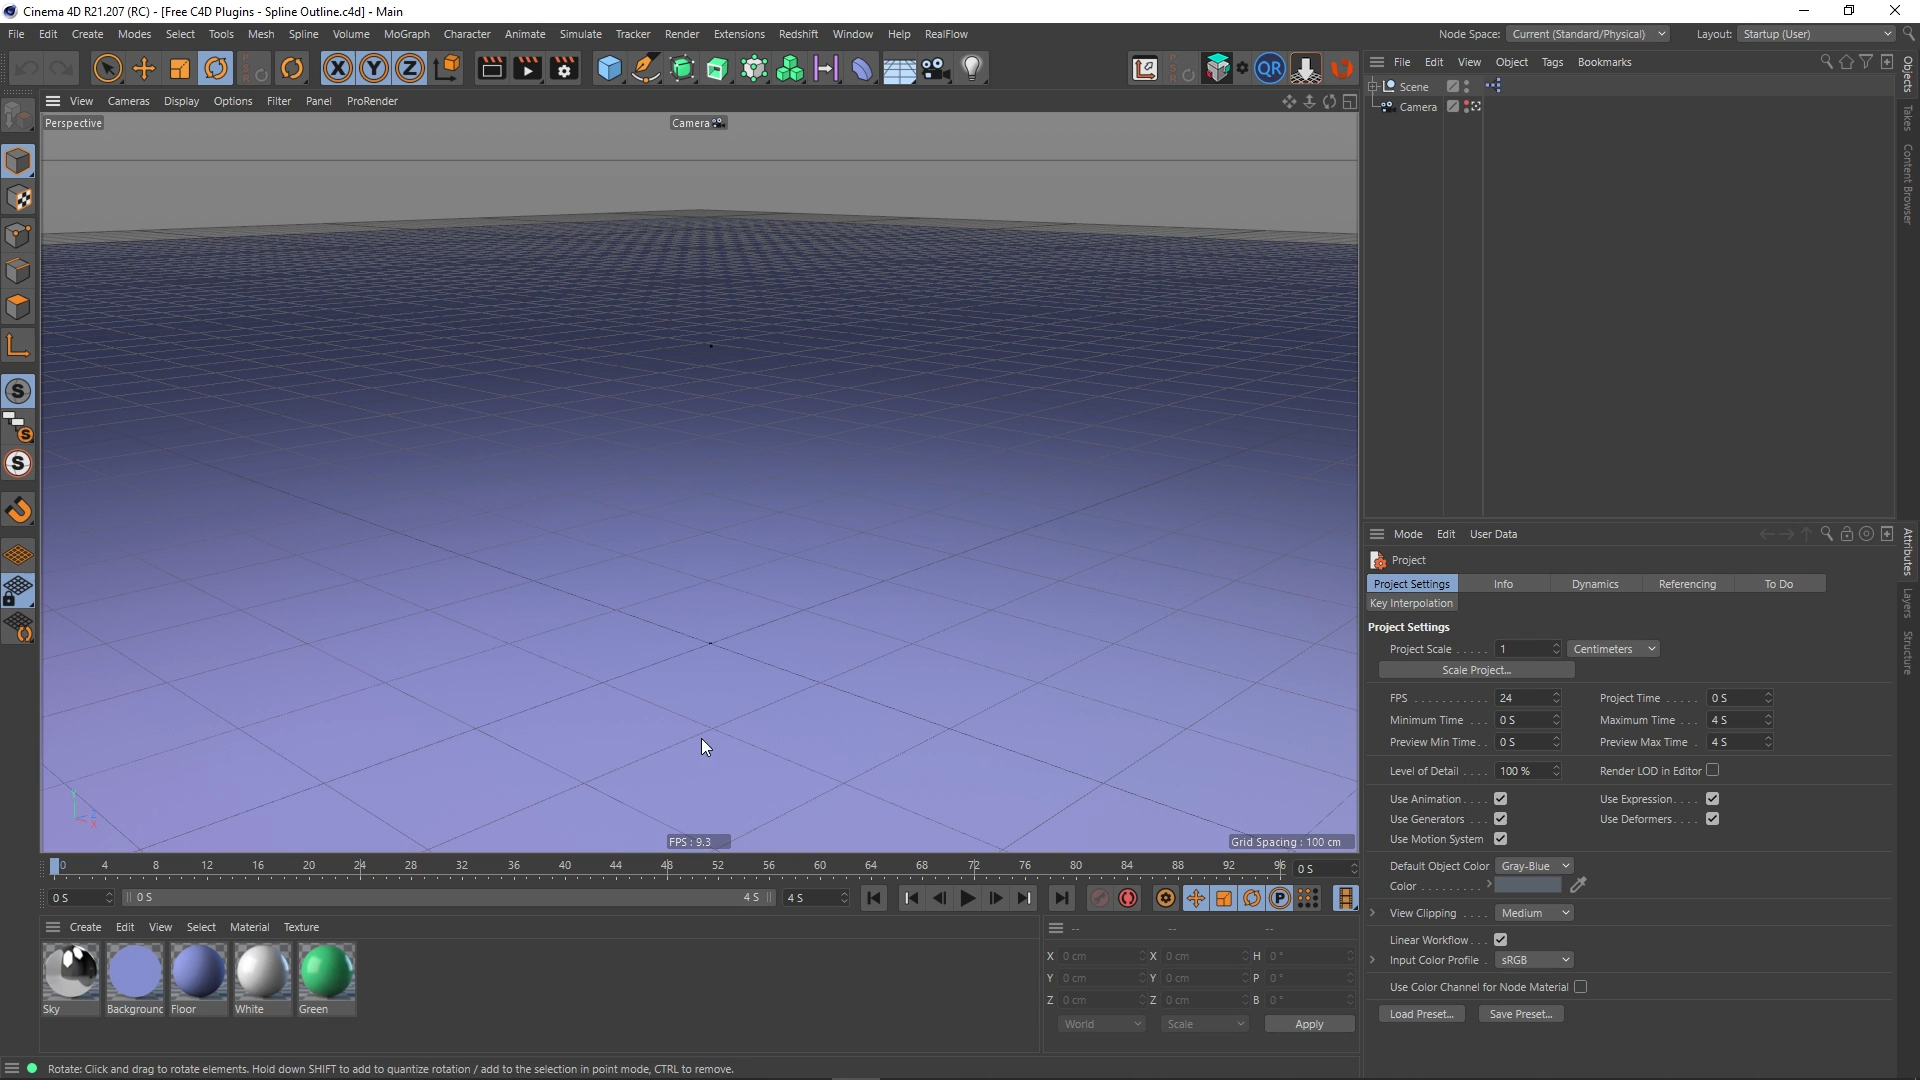 Cinema 4D R21.207 (RC) - [Free C4D Plugins - Spline Outline.c4d] - Main
File Edit Create Modes Select Tools Mesh Spline Volume MoGraph Character Animate Simulate Tracker Render Extensions Redshift Window Help RealFlow
Node Space: Current (Standard/Physical) Layout: Startup (User)
X Y Z QR
File Edit View Object Tags Bookmarks
View Cameras Display Options Filter Panel ProRender
Perspective
Camera
Scene
Camera
Objects
Takes
Content Browser
Mode Edit User Data
Project
Project Settings Info Dynamics Referencing To Do
Key Interpolation
Project Settings
Project Scale ..... 1 Centimeters
Scale Project...
FPS .......... 24 Project Time ..... 0 S
Minimum Time ... 0 S Maximum Time ... 4 S
Preview Min Time . . 0 S Preview Max Time . 4 S
Level of Detail .... 100 % Render LOD in Editor
Use Animation .... Use Expression ....
Use Generators ... Use Deformers ....
Use Motion System
Default Object Color Gray-Blue
Color .........
View Clipping .... Medium
Linear Workflow ...
Input Color Profile . sRGB
Use Color Channel for Node Material
Load Preset... Save Preset...
Attributes
Layers
Structure
FPS : 9.3
Grid Spacing : 100 cm
0 4 8 12 16 20 24 28 32 36 40 44 48 52 56 60 64 68 72 76 80 84 88 92 96 0 S
0 S 0 S 4 S 4 S
Create Edit View Select Material Texture
Sky Background Floor White Green
-- -- --
X 0 cm X 0 cm H 0 °
Y 0 cm Y 0 cm P 0 °
Z 0 cm Z 0 cm B 0 °
World Scale Apply
Rotate: Click and drag to rotate elements. Hold down SHIFT to add to quantize rotation / add to the selection in point mode, CTRL to remove.